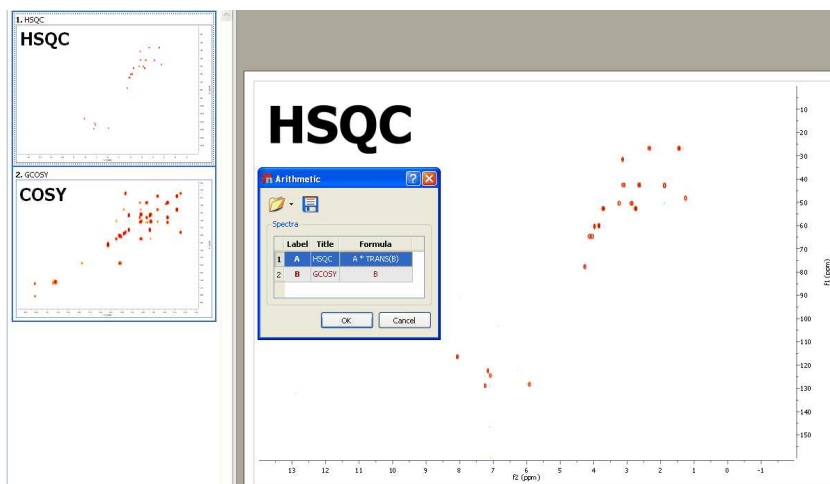 1. HSQC
HSQC
2. GCOSY
COSY
HSQC
Arithmetic
Spectra
Label Title Formula
1 A HSQC A * TRANS(B)
2 B GCOSY B
OK Cancel
10
20
30
40
50
60
70
80
90
100
110
120
130
140
150
f1 (ppm)
13 12 11 10 9 8 7 6 5 4 3 2 1 0 -1
f2 (ppm)